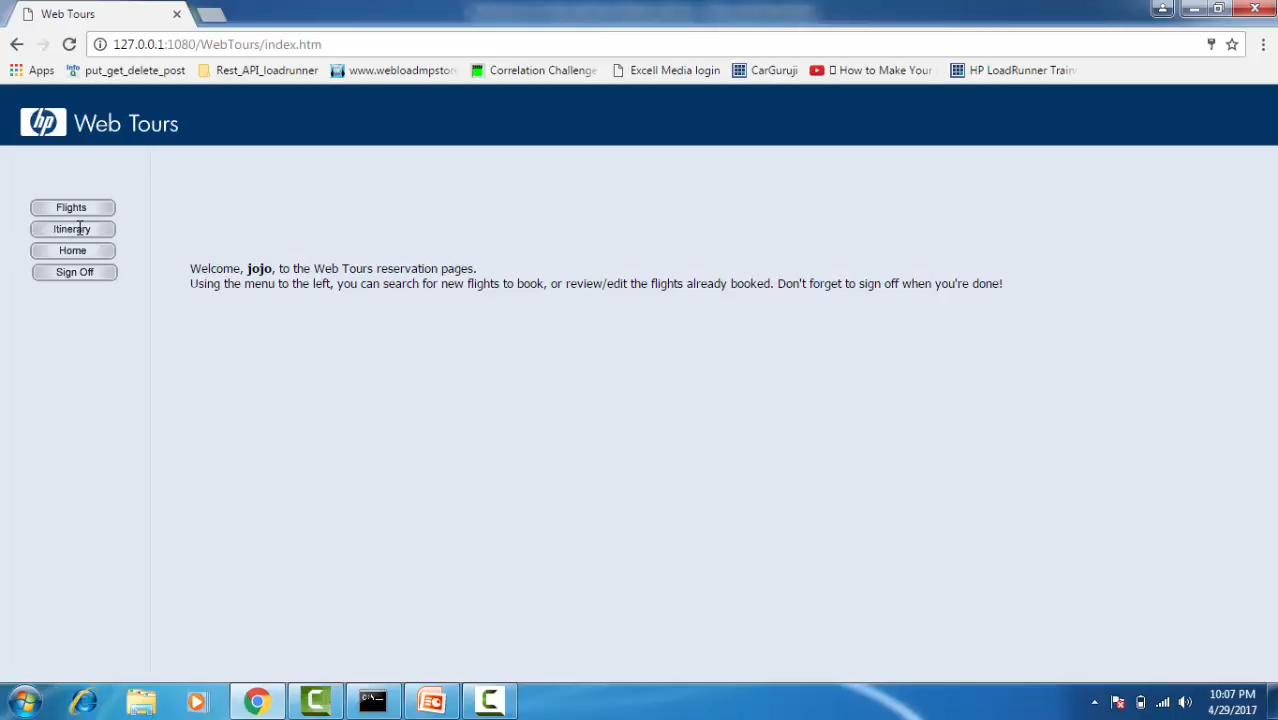 Web Tours
127.0.0.1:1080/WebTours/index.htm
Apps put_get_delete_post Rest_API_loadrunner www.webloadmpstor Correlation Challenge Excell Media login CarGuruji How to Make Your HP LoadRunner Train
hp Web Tours
Flights
Itinerary
Home
Sign Off
Welcome, jojo, to the Web Tours reservation pages.
Using the menu to the left, you can search for new flights to book, or review/edit the flights already booked. Don't forget to sign off when you're done!
10:07 PM
4/29/2017